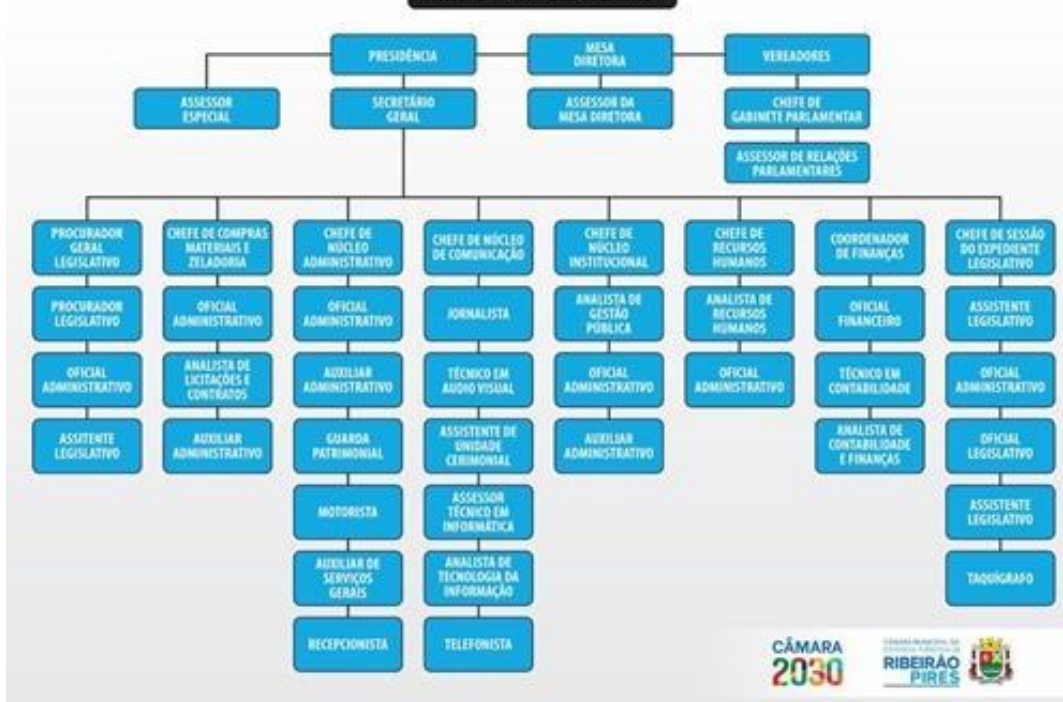 PRESIDÊNCIA
MESA
DIRETORA
VEREADORES
ASSESSOR
ESPECIAL
SECRETÁRIO
GERAL
ASSESSOR DA
MESA DIRETORA
CHEFE DE
GABINETE PARLAMENTAR
ASSESSOR DE RELAÇÕES
PARLAMENTARES
PROCURADOR
GERAL
LEGISLATIVO
CHEFE DE COMPRAS
MATERIAIS E
ZELADORIA
CHEFE DE
NÚCLEO
ADMINISTRATIVO
CHEFE DE NÚCLEO
DE COMUNICAÇÃO
CHEFE DE
NÚCLEO
INSTITUCIONAL
CHEFE DE
RECURSOS
HUMANOS
COORDENADOR
DE FINANÇAS
CHEFE DE SESSÃO
DO EXPEDIENTE
LEGISLATIVO
PROCURADOR
LEGISLATIVO
OFICIAL
ADMINISTRATIVO
OFICIAL
ADMINISTRATIVO
JORNALISTA
ANALISTA DE
GESTÃO
PÚBLICA
ANALISTA DE
RECURSOS
HUMANOS
OFICIAL
FINANCEIRO
ASSISTENTE
LEGISLATIVO
OFICIAL
ADMINISTRATIVO
ANALISTA DE
LICITAÇÕES E
CONTRATOS
AUXILIAR
ADMINISTRATIVO
TÉCNICO EM
AUDIO VISUAL
OFICIAL
ADMINISTRATIVO
OFICIAL
ADMINISTRATIVO
TÉCNICO EM
CONTABILIDADE
OFICIAL
ADMINISTRATIVO
ASSITENTE
LEGISLATIVO
AUXILIAR
ADMINISTRATIVO
GUARDA
PATRIMONIAL
ASSISTENTE DE
UNIDADE
CERIMONIAL
AUXILIAR
ADMINISTRATIVO
ANALISTA DE
CONTABILIDADE
E FINANÇAS
OFICIAL
LEGISLATIVO
MOTORISTA
ASSESSOR
TÉCNICO EM
INFORMÁTICA
ASSISTENTE
LEGISLATIVO
AUXILIAR DE
SERVIÇOS
GERAIS
ANALISTA DE
TECNOLOGIA DA
INFORMAÇÃO
TAQUÍGRAFO
RECEPCIONISTA
TELEFONISTA
CÂMARA
2030
CÂMARA MUNICIPAL DA
ESTÂNCIA TURÍSTICA DE
RIBEIRÃO
PIRES